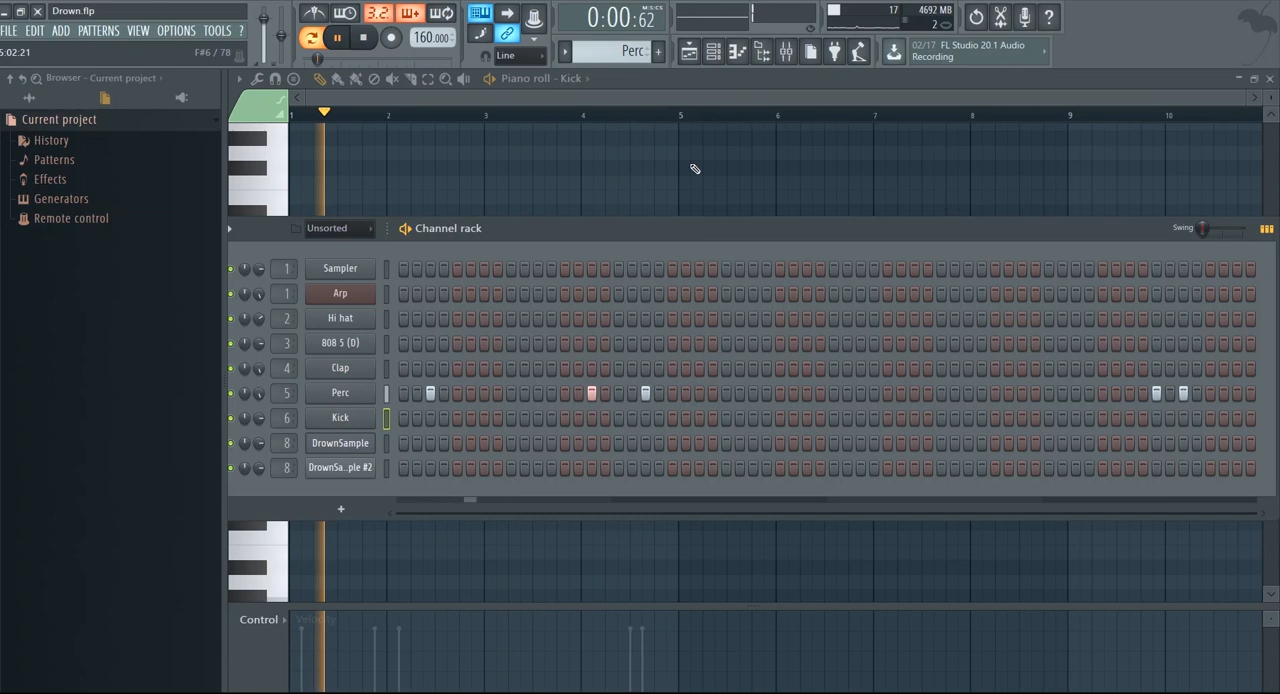 Drown.flp
FILE EDIT ADD PATTERNS VIEW OPTIONS TOOLS ?
5:02:21 F#6 / 78
3.2
160.000
Line
0:00:62
M:S:CS
Perc
17 4692 MB
2
02/17 FL Studio 20.1 Audio
Recording
Browser - Current project
Piano roll - Kick
Current project
History
Patterns
Effects
Generators
Remote control
1 2 3 4 5 6 7 8 9 10
Unsorted
Channel rack
Swing
1 Sampler
1 Arp
2 Hi hat
3 808 5 (D)
4 Clap
5 Perc
6 Kick
8 DrownSample
8 DrownSa..ple #2
+
Control
Velocity